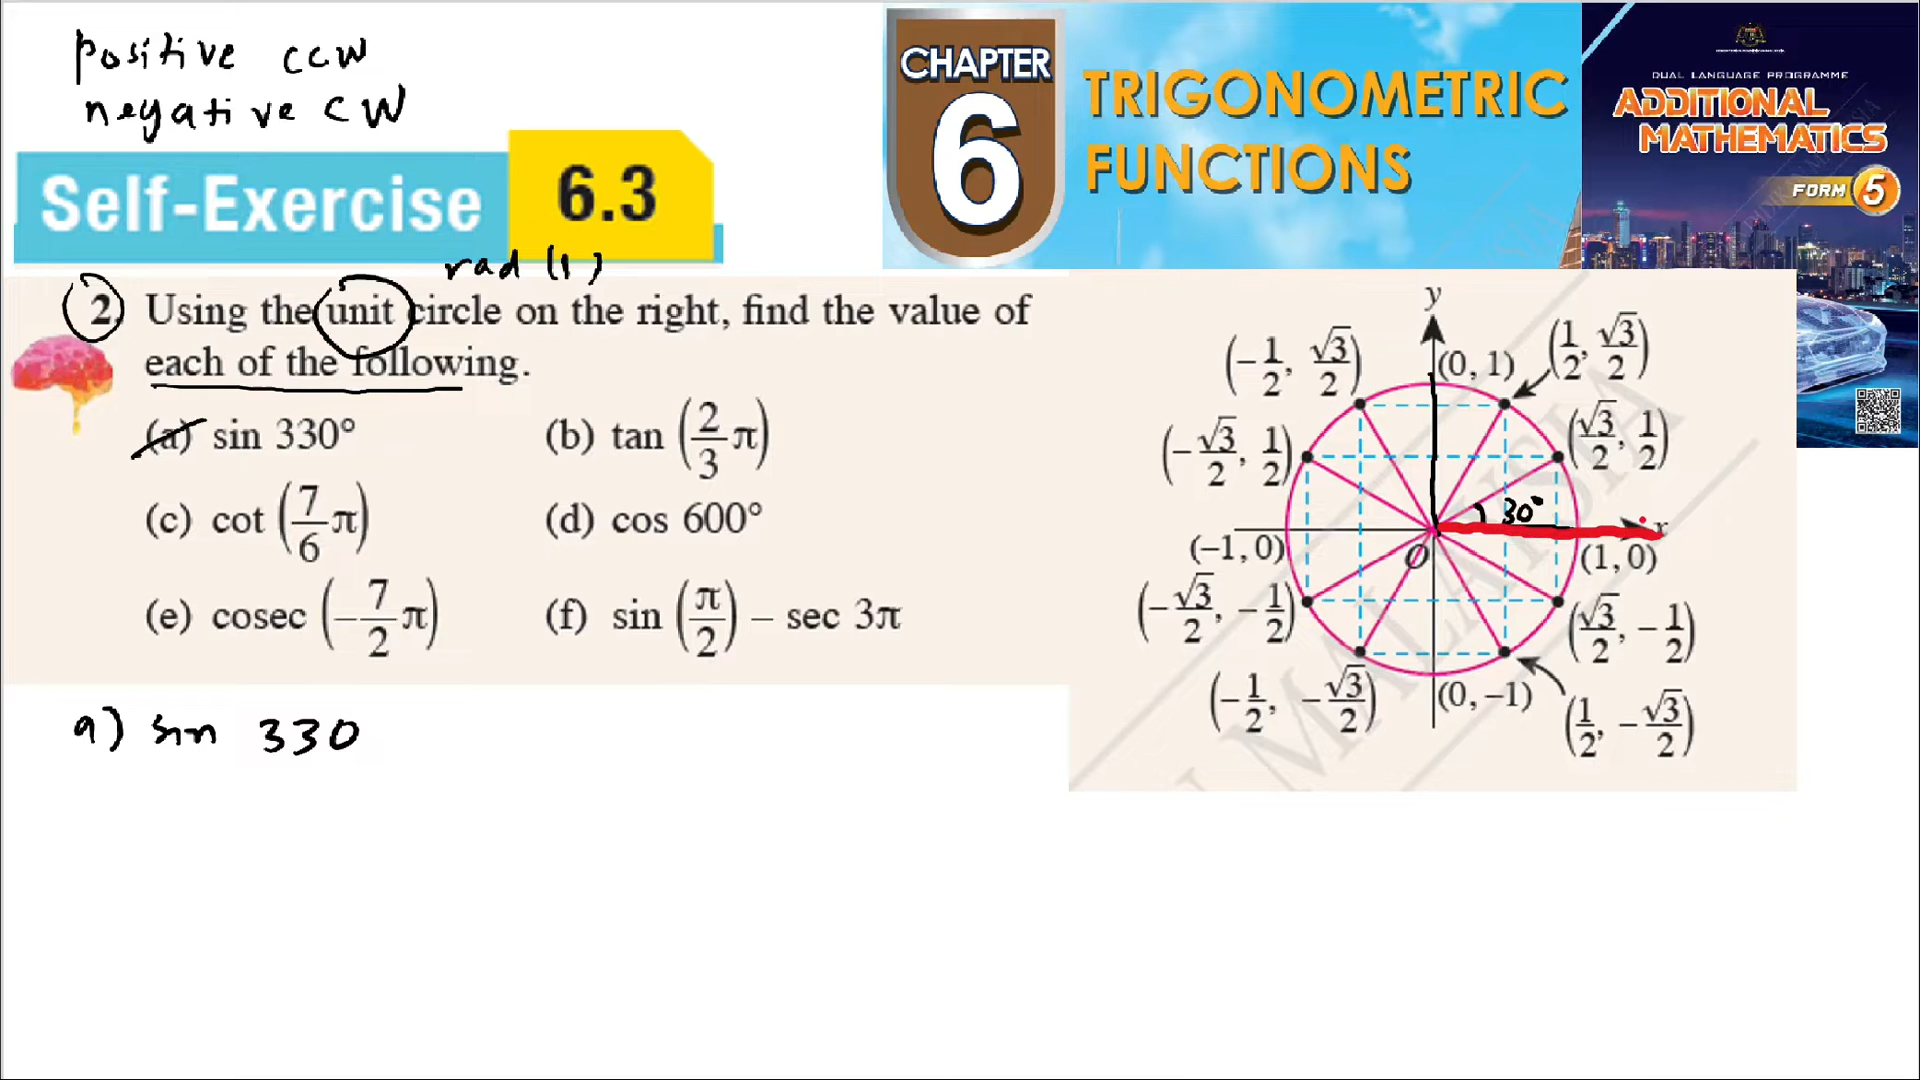 positive CCW
negative CW
Self-Exercise 6.3
CHAPTER 6
TRIGONOMETRIC
FUNCTIONS
DUAL LANGUAGE PROGRAMME
ADDITIONAL
MATHEMATICS
FORM 5
rad (1)
2. Using the unit circle on the right, find the value of
each of the following.
(a) sin 330° (b) tan (2/3 π)
(c) cot (7/6 π) (d) cos 600°
(e) cosec (−7/2 π) (f) sin (π/2) − sec 3π
a) sin 330
y
(−1/2, √3/2) (0, 1) (1/2, √3/2)
(−√3/2, 1/2) (√3/2, 1/2)
30°
x
(−1, 0) O (1, 0)
(−√3/2, −1/2) (√3/2, −1/2)
(−1/2, −√3/2) (0, −1) (1/2, −√3/2)
MALAYSIA